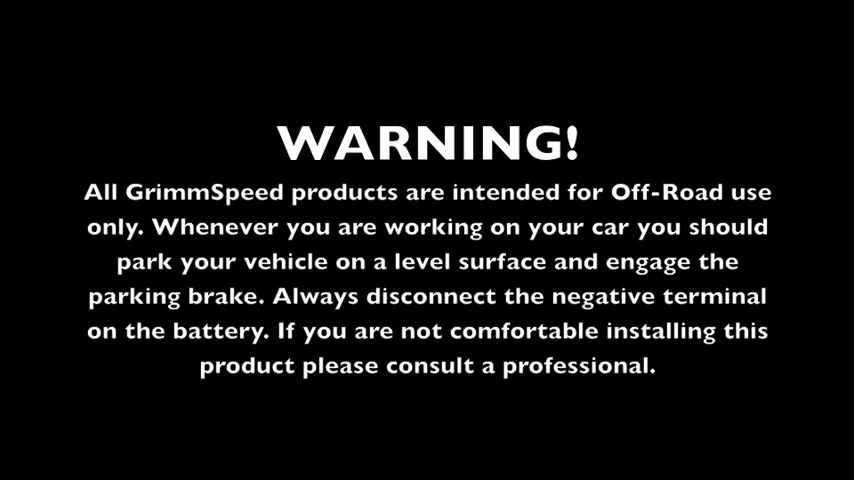 WARNING!
All GrimmSpeed products are intended for Off-Road use
only. Whenever you are working on your car you should
park your vehicle on a level surface and engage the
parking brake. Always disconnect the negative terminal
on the battery. If you are not comfortable installing this
product please consult a professional.